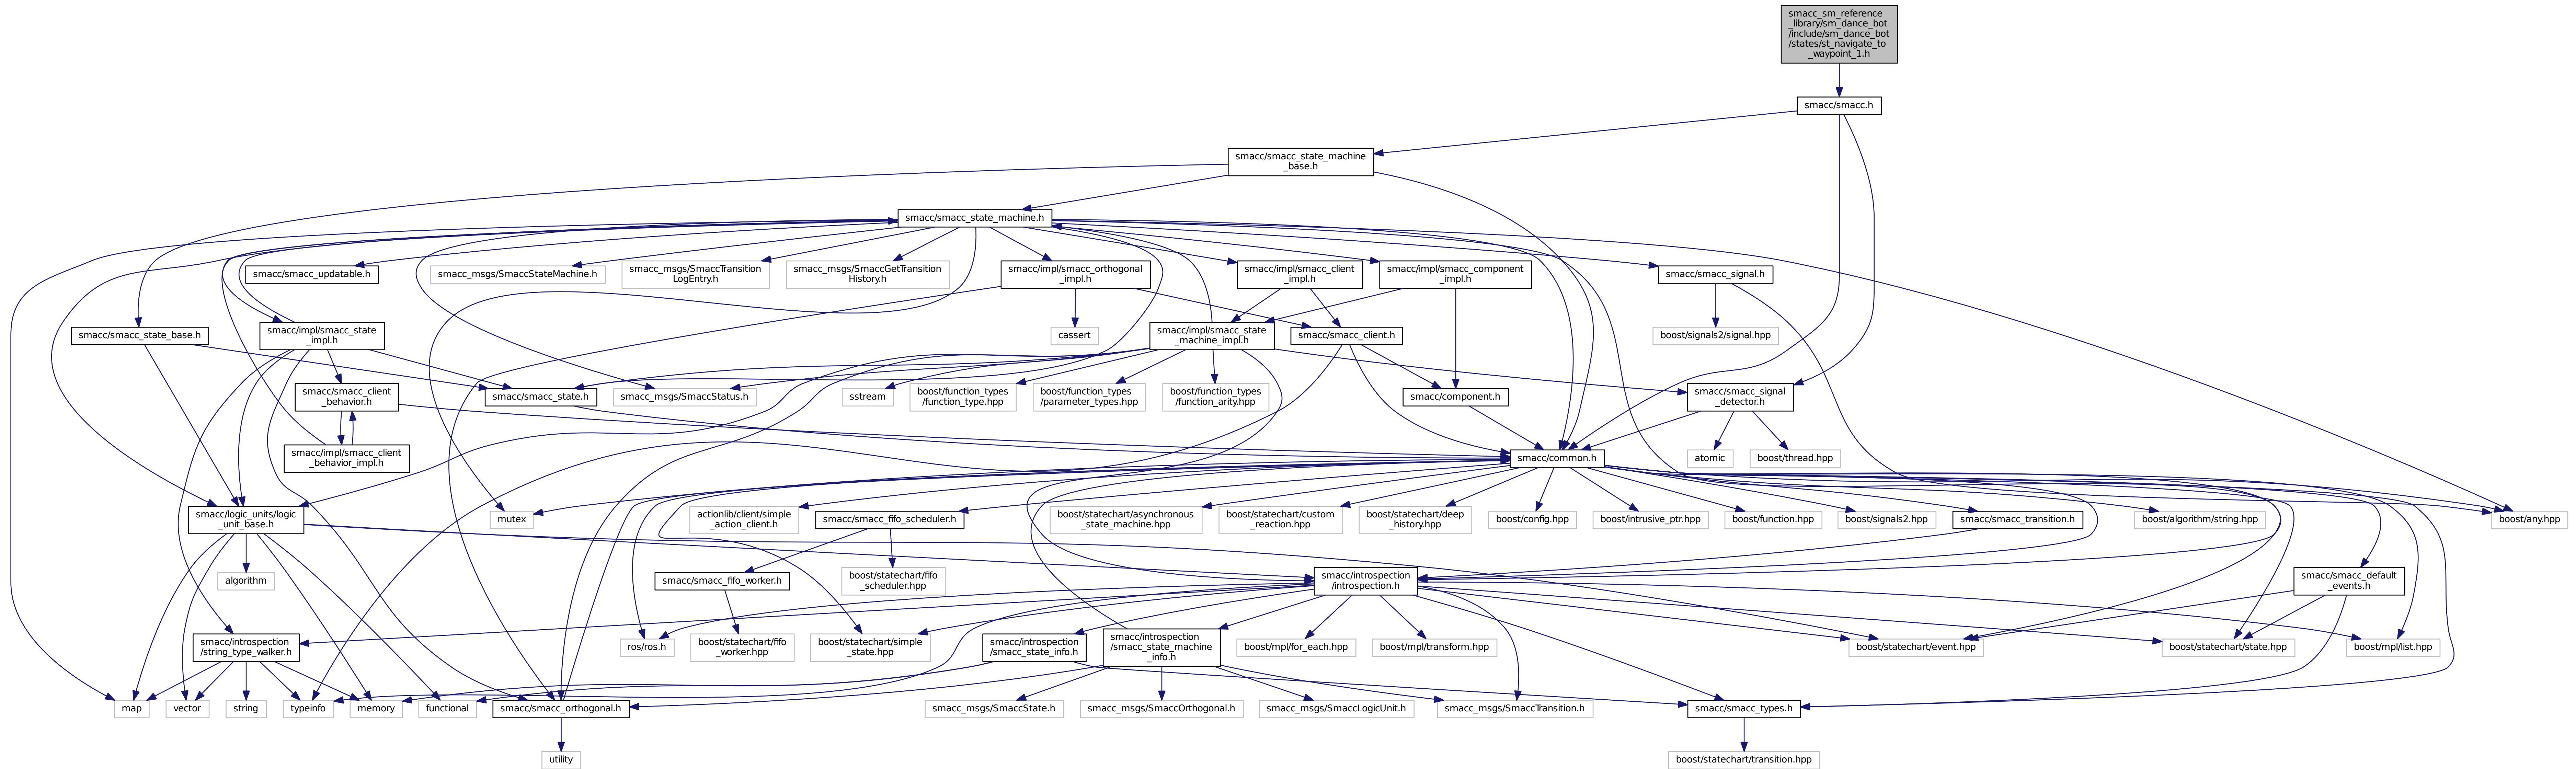 smacc_sm_reference
_library/sm_dance_bot
/include/sm_dance_bot
/states/st_navigate_to
_waypoint_1.h
smacc/smacc.h
smacc/smacc_state_machine
_base.h
smacc/smacc_state_machine.h
smacc/smacc_updatable.h
smacc_msgs/SmaccStateMachine.h
smacc_msgs/SmaccTransition
LogEntry.h
smacc_msgs/SmaccGetTransition
History.h
smacc/impl/smacc_orthogonal
_impl.h
smacc/impl/smacc_client
_impl.h
smacc/impl/smacc_component
_impl.h
smacc/smacc_signal.h
smacc/smacc_state_base.h
smacc/impl/smacc_state
_impl.h
cassert
smacc/impl/smacc_state
_machine_impl.h
smacc/smacc_client.h
boost/signals2/signal.hpp
smacc/smacc_client
_behavior.h
smacc/smacc_state.h
smacc_msgs/SmaccStatus.h
sstream
boost/function_types
/function_type.hpp
boost/function_types
/parameter_types.hpp
boost/function_types
/function_arity.hpp
smacc/component.h
smacc/smacc_signal
_detector.h
smacc/impl/smacc_client
_behavior_impl.h
smacc/common.h
atomic
boost/thread.hpp
smacc/logic_units/logic
_unit_base.h
mutex
actionlib/client/simple
_action_client.h
smacc/smacc_fifo_scheduler.h
boost/statechart/asynchronous
_state_machine.hpp
boost/statechart/custom
_reaction.hpp
boost/statechart/deep
_history.hpp
boost/config.hpp
boost/intrusive_ptr.hpp
boost/function.hpp
boost/signals2.hpp
smacc/smacc_transition.h
boost/algorithm/string.hpp
boost/any.hpp
algorithm
smacc/smacc_fifo_worker.h
boost/statechart/fifo
_scheduler.hpp
smacc/introspection
/introspection.h
smacc/smacc_default
_events.h
smacc/introspection
/string_type_walker.h
ros/ros.h
boost/statechart/fifo
_worker.hpp
boost/statechart/simple
_state.hpp
smacc/introspection
/smacc_state_info.h
smacc/introspection
/smacc_state_machine
_info.h
boost/mpl/for_each.hpp
boost/mpl/transform.hpp
boost/statechart/event.hpp
boost/statechart/state.hpp
boost/mpl/list.hpp
map
vector
string
typeinfo
memory
functional
smacc/smacc_orthogonal.h
smacc_msgs/SmaccState.h
smacc_msgs/SmaccOrthogonal.h
smacc_msgs/SmaccLogicUnit.h
smacc_msgs/SmaccTransition.h
smacc/smacc_types.h
utility
boost/statechart/transition.hpp